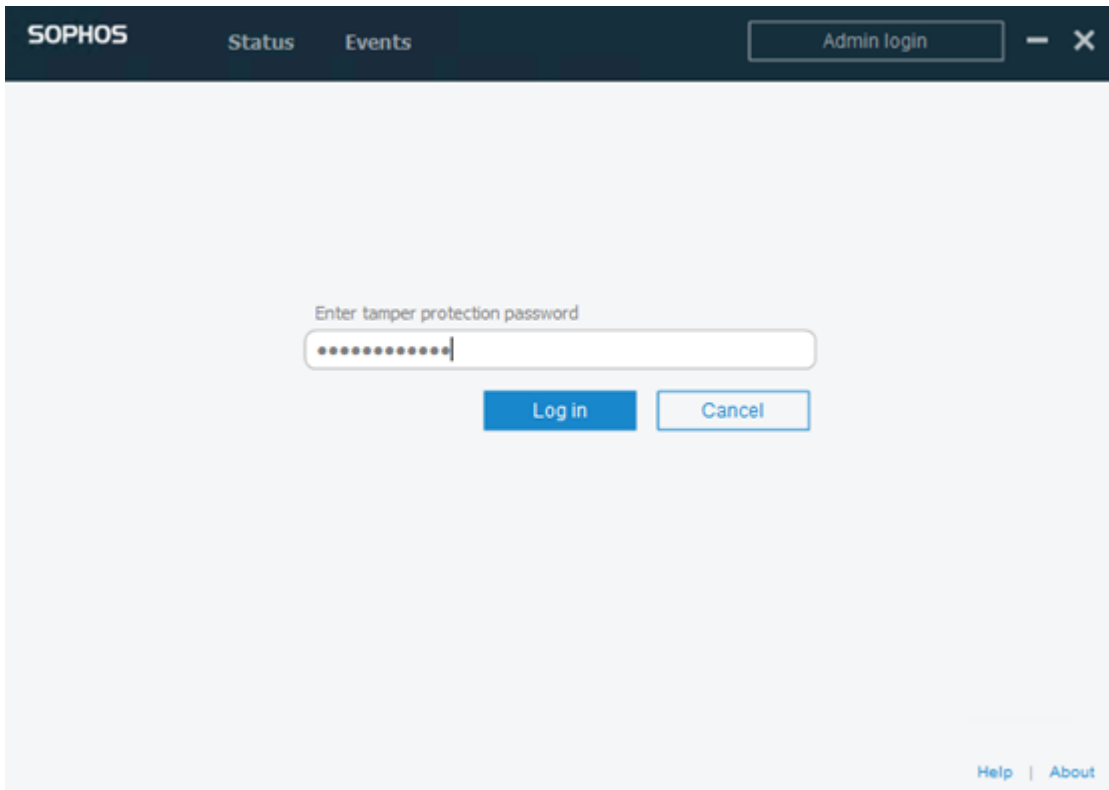 SOPHOS Status Events Admin login
Enter tamper protection password
••••••••••••
Log in Cancel
Help | About